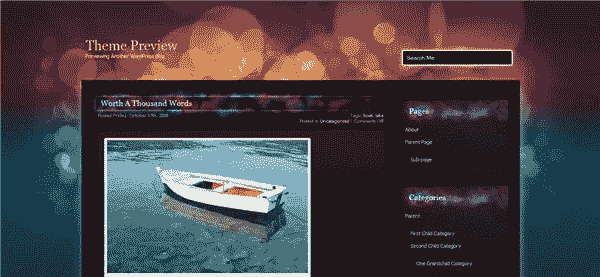 Theme Preview
Previewing Another WordPress Blog
Search Me
Worth A Thousand Words
Posted Friday, October 17th, 2008
Tags: boat, lake
Posted in Uncategorized | Comments Off
Pages
About
Parent Page
Sub-page
Categories
Parent
First Child Category
Second Child Category
One Grandchild Category